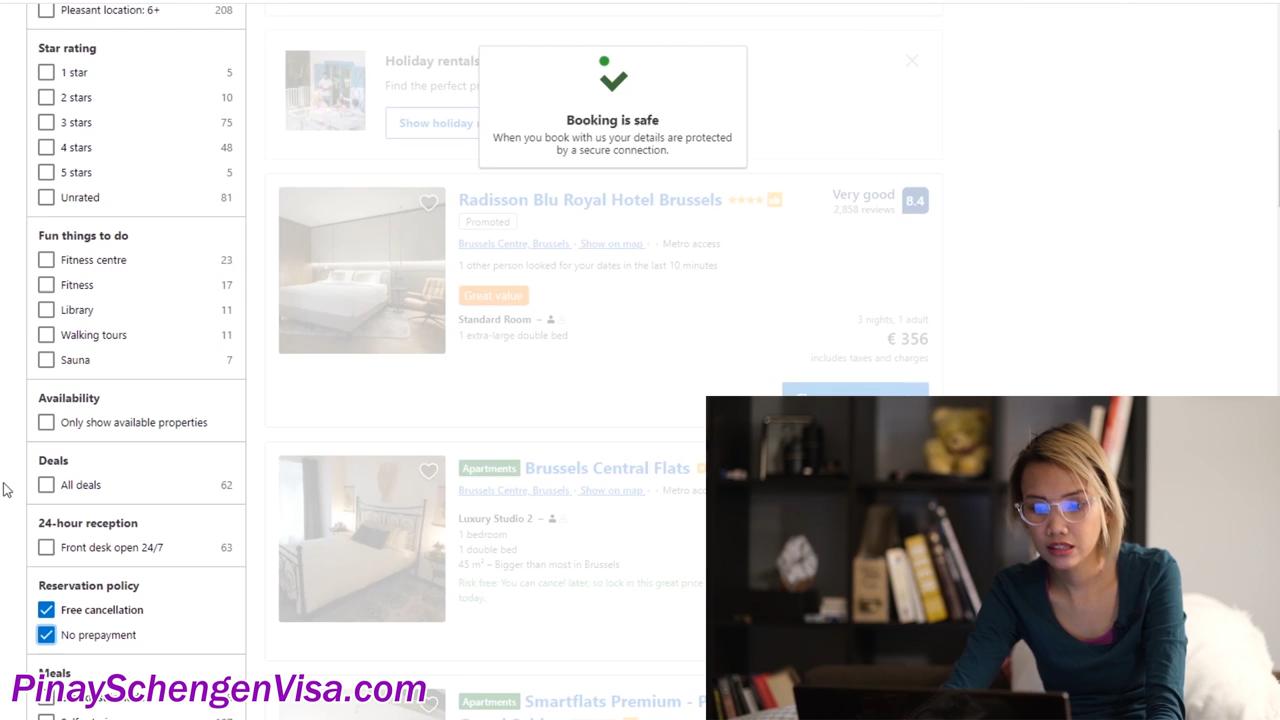 Pleasant location: 6+ 208
Star rating
1 star 5
2 stars 10
3 stars 75
4 stars 48
5 stars 5
Unrated 81
Fun things to do
Fitness centre 23
Fitness 17
Library 11
Walking tours 11
Sauna 7
Availability
Only show available properties
Deals
All deals 62
24-hour reception
Front desk open 24/7 63
Reservation policy
Free cancellation
No prepayment
Meals
Holiday rentals
Find the perfect
Show holiday
Booking is safe
When you book with us your details are protected
by a secure connection.
Radisson Blu Royal Hotel Brussels
Promoted
Brussels Centre, Brussels · Show on map · Metro access
1 other person looked for your dates in the last 10 minutes
Great value
Standard Room –
1 extra-large double bed
Very good 8.4
2,858 reviews
3 nights, 1 adult
€ 356
includes taxes and charges
Apartments Brussels Central Flats
Brussels Centre, Brussels · Show on map · Metro
Luxury Studio 2 –
1 bedroom
1 double bed
45 m² – Bigger than most in Brussels
Risk free: You can cancel later, so lock in this great price
today.
Apartments Smartflats Premium -
PinaySchengenVisa.com